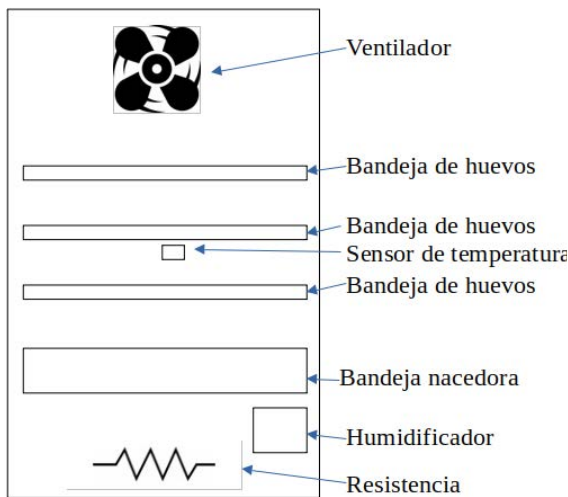 Ventilador
Bandeja de huevos
Bandeja de huevos
Sensor de temperatura
Bandeja de huevos
Bandeja nacedora
Humidificador
Resistencia